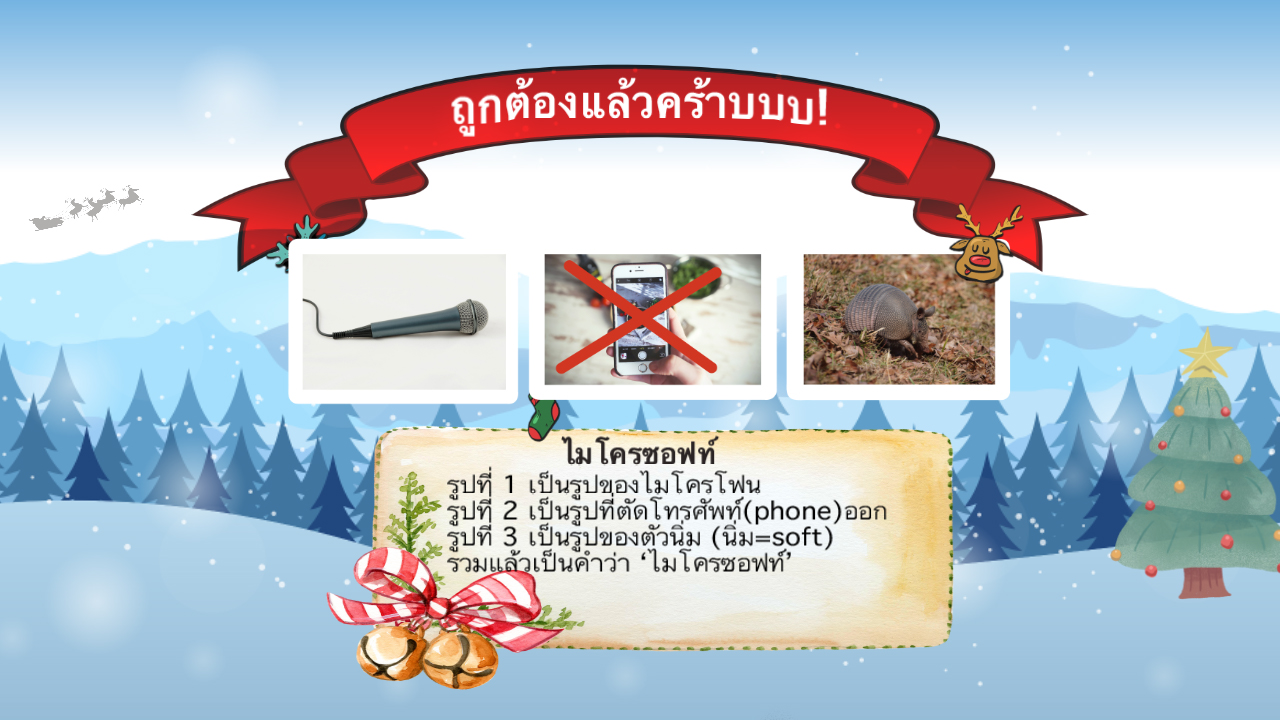 ถูกต้องแล้วคร้าบบบ!
ไมโครซอฟท์
รูปที่ 1 เป็นรูปของไมโครโฟน
รูปที่ 2 เป็นรูปที่ตัดโทรศัพท์(phone)ออก
รูปที่ 3 เป็นรูปของตัวนิ่ม (นิ่ม=soft)
รวมแล้วเป็นคำว่า ‘ไมโครซอฟท์’